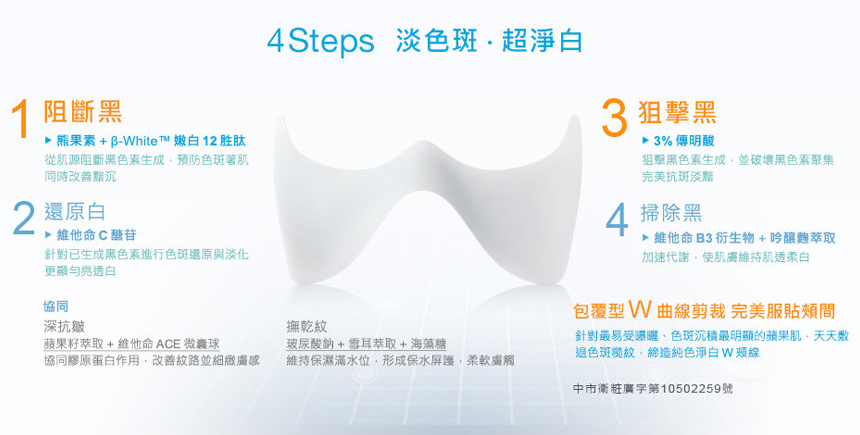 4Steps 淡色斑·超淨白
1 阻斷黑
▶ 熊果素 + β-White™ 嫩白 12 胜肽
從肌源阻斷黑色素生成，預防色斑著肌
同時改善黯沉
2 還原白
▶ 維他命 C 醣苷
針對已生成黑色素進行色斑還原與淡化
更顯勻亮透白
協同
深抗皺
蘋果籽萃取 + 維他命 ACE 微囊球
協同膠原蛋白作用，改善紋路並細緻膚感
撫乾紋
玻尿酸鈉 + 雪耳萃取 + 海藻糖
維持保濕滿水位，形成保水屏護，柔軟膚觸
3 狙擊黑
▶ 3% 傳明酸
狙擊黑色素生成，並破壞黑色素聚集
完美抗斑淡黯
4 掃除黑
▶ 維他命 B3 衍生物 + 吟釀麴萃取
加速代謝，使肌膚維持肌透柔白
包覆型 W 曲線剪裁 完美服貼頰間
針對最易受曝曬、色斑沉積最明顯的蘋果肌，天天敷
退色斑糙紋，締造純色淨白 W 頰線
中市衛粧廣字第10502259號